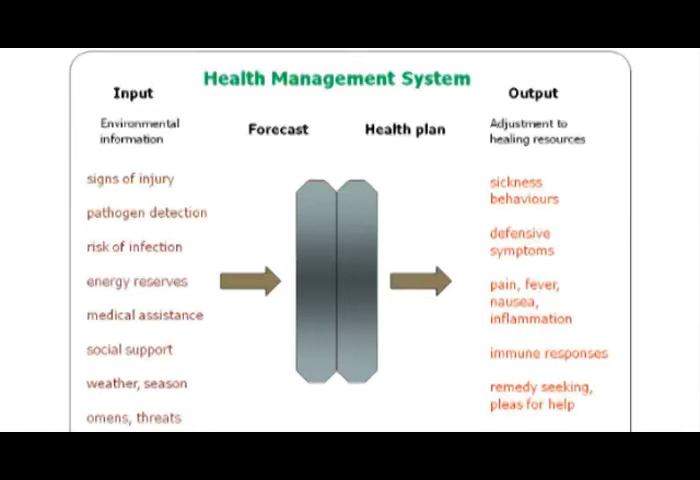 Health Management System
Input
Output
Environmental
information
Forecast
Health plan
Adjustment to
healing resources
signs of injury
pathogen detection
risk of infection
energy reserves
medical assistance
social support
weather, season
omens, threats
sickness
behaviours
defensive
symptoms
pain, fever,
nausea,
inflammation
immune responses
remedy seeking,
pleas for help